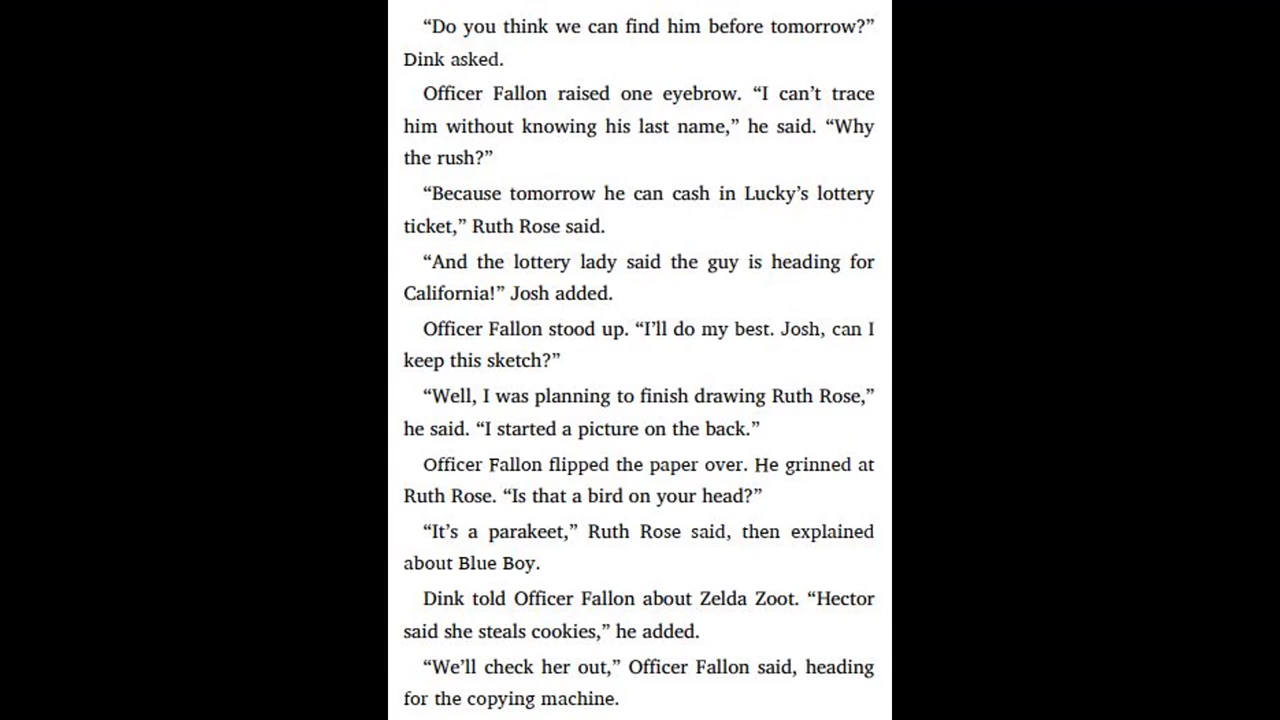 “Do you think we can find him before tomorrow?”
Dink asked.
Officer Fallon raised one eyebrow. “I can’t trace
him without knowing his last name,” he said. “Why
the rush?”
“Because tomorrow he can cash in Lucky’s lottery
ticket,” Ruth Rose said.
“And the lottery lady said the guy is heading for
California!” Josh added.
Officer Fallon stood up. “I’ll do my best. Josh, can I
keep this sketch?”
“Well, I was planning to finish drawing Ruth Rose,”
he said. “I started a picture on the back.”
Officer Fallon flipped the paper over. He grinned at
Ruth Rose. “Is that a bird on your head?”
“It’s a parakeet,” Ruth Rose said, then explained
about Blue Boy.
Dink told Officer Fallon about Zelda Zoot. “Hector
said she steals cookies,” he added.
“We’ll check her out,” Officer Fallon said, heading
for the copying machine.